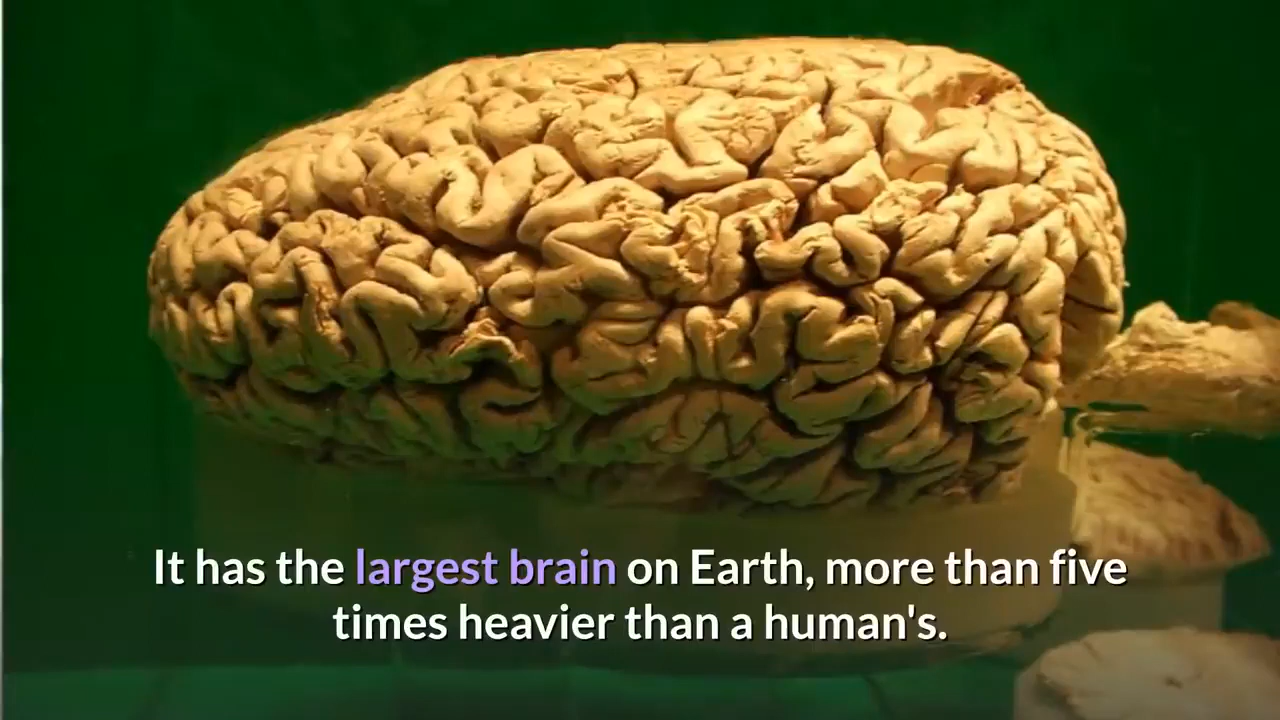 It has the largest brain on Earth, more than five
times heavier than a human's.